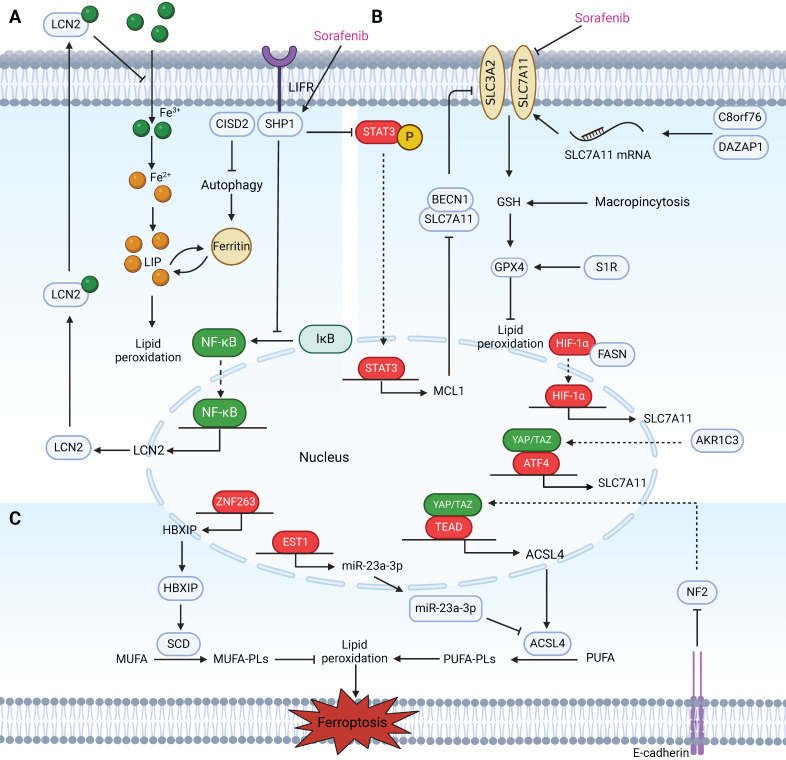 A
LCN2
Fe3+
Fe2+
LIP
Lipid
peroxidation
LCN2
LCN2
LCN2
Sorafenib
LIFR
CISD2
SHP1
Autophagy
Ferritin
STAT3
P
NF-κB
IκB
NF-κB
STAT3
MCL1
Nucleus
B
Sorafenib
SLC3A2
SLC7A11
C8orf76
DAZAP1
SLC7A11 mRNA
BECN1
SLC7A11
GSH
Macropincytosis
GPX4
S1R
Lipid
peroxidation
HIF-1α
FASN
HIF-1α
SLC7A11
YAP/TAZ
ATF4
AKR1C3
SLC7A11
C
ZNF263
HBXIP
HBXIP
SCD
MUFA
MUFA-PLs
EST1
miR-23a-3p
miR-23a-3p
YAP/TAZ
TEAD
ACSL4
ACSL4
NF2
Lipid
peroxidation
PUFA-PLs
PUFA
Ferroptosis
E-cadherin